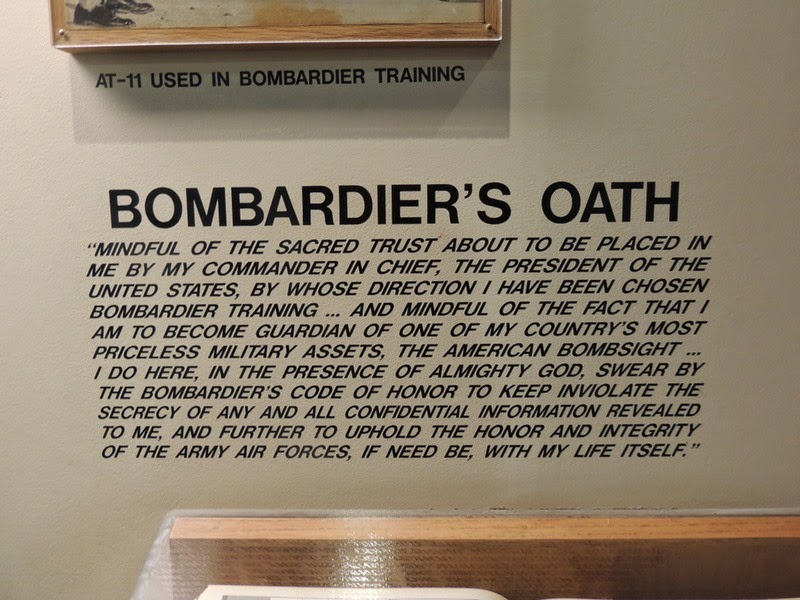 AT-11 USED IN BOMBARDIER TRAINING
BOMBARDIER'S OATH
"MINDFUL OF THE SACRED TRUST ABOUT TO BE PLACED IN
ME BY MY COMMANDER IN CHIEF, THE PRESIDENT OF THE
UNITED STATES, BY WHOSE DIRECTION I HAVE BEEN CHOSEN
BOMBARDIER TRAINING ... AND MINDFUL OF THE FACT THAT I
AM TO BECOME GUARDIAN OF ONE OF MY COUNTRY'S MOST
PRICELESS MILITARY ASSETS, THE AMERICAN BOMBSIGHT ...
I DO HERE, IN THE PRESENCE OF ALMIGHTY GOD, SWEAR BY
THE BOMBARDIER'S CODE OF HONOR TO KEEP INVIOLATE THE
SECRECY OF ANY AND ALL CONFIDENTIAL INFORMATION REVEALED
TO ME, AND FURTHER TO UPHOLD THE HONOR AND INTEGRITY
OF THE ARMY AIR FORCES, IF NEED BE, WITH MY LIFE ITSELF."